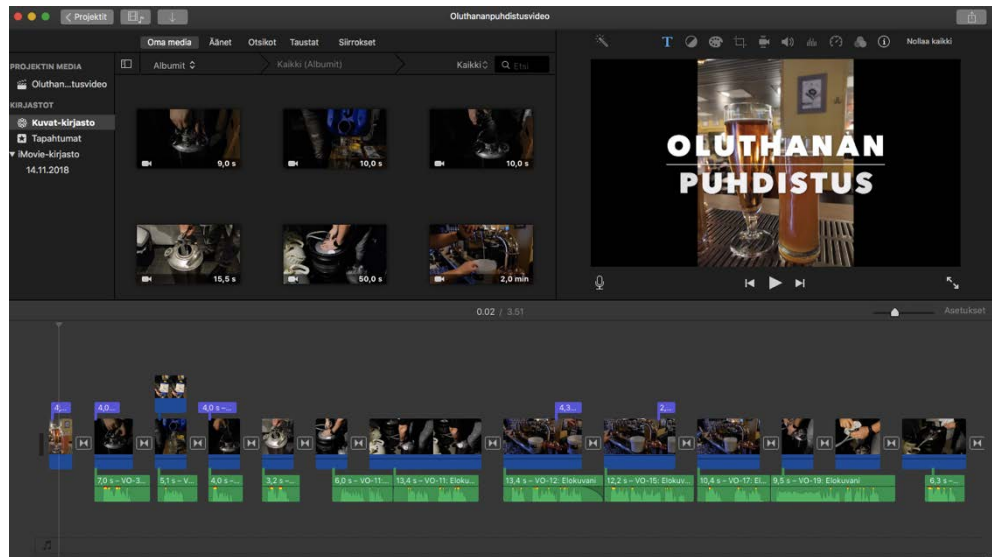 Projektit
Oluthananpuhdistusvideo
Oma media Äänet Otsikot Taustat Siirrokset
T
Nollaa kaikki
PROJEKTIN MEDIA
Oluthan...tusvideo
KIRJASTOT
Kuvat-kirjasto
Tapahtumat
iMovie-kirjasto
14.11.2018
Albumit
Kaikki (Albumit)
Kaikki
Etsi
9,0 s
10,0 s
10,0 s
15,5 s
50,0 s
2,0 min
OLUTHANAN
PUHDISTUS
0.02 / 3.51
Asetukset
4,...
4,0...
4,0 s –...
4,3...
2,...
7,0 s – VO-3...
5,1 s – V...
4,0 s –...
3,2 s –...
6,0 s – VO-11:...
13,4 s – VO-11: Eloku...
13,4 s – VO-12: Elokuvani
12,2 s – VO-15: Elokuv...
10,4 s – VO-17: El...
9,5 s – VO-19: Elokuvani
6,3 s –...